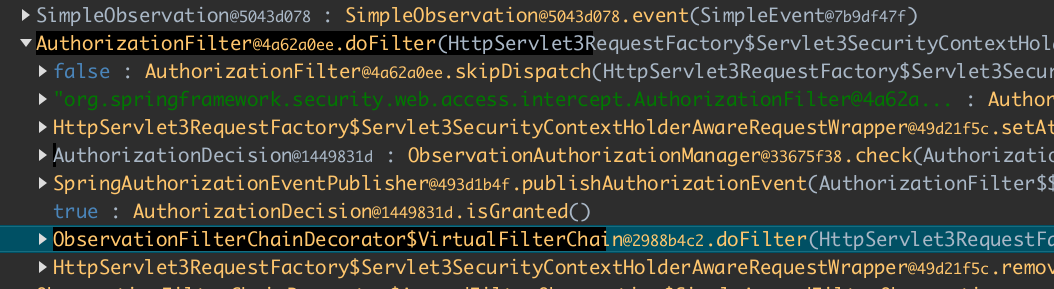 SimpleObservation@5043d078 : SimpleObservation@5043d078.event(SimpleEvent@7b9df47f)
AuthorizationFilter@4a62a0ee.doFilter(HttpServlet3RequestFactory$Servlet3SecurityContextHol
false : AuthorizationFilter@4a62a0ee.skipDispatch(HttpServlet3RequestFactory$Servlet3Secur
"org.springframework.security.web.access.intercept.AuthorizationFilter@4a62a... : Author
HttpServlet3RequestFactory$Servlet3SecurityContextHolderAwareRequestWrapper@49d21f5c.setAt
AuthorizationDecision@1449831d : ObservationAuthorizationManager@33675f38.check(Authorizati
SpringAuthorizationEventPublisher@493d1b4f.publishAuthorizationEvent(AuthorizationFilter$$
true : AuthorizationDecision@1449831d.isGranted()
ObservationFilterChainDecorator$VirtualFilterChain@2988b4c2.doFilter(HttpServlet3RequestFa
HttpServlet3RequestFactory$Servlet3SecurityContextHolderAwareRequestWrapper@49d21f5c.remov